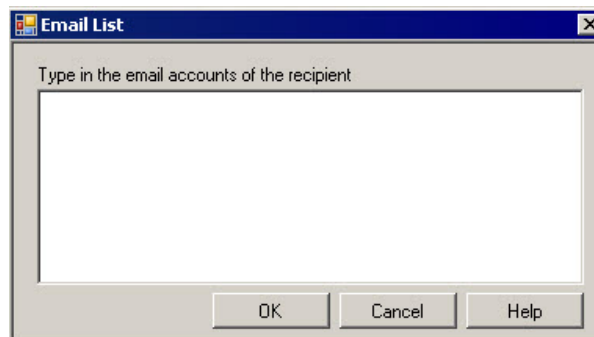 Email List
Type in the email accounts of the recipient
OK Cancel Help